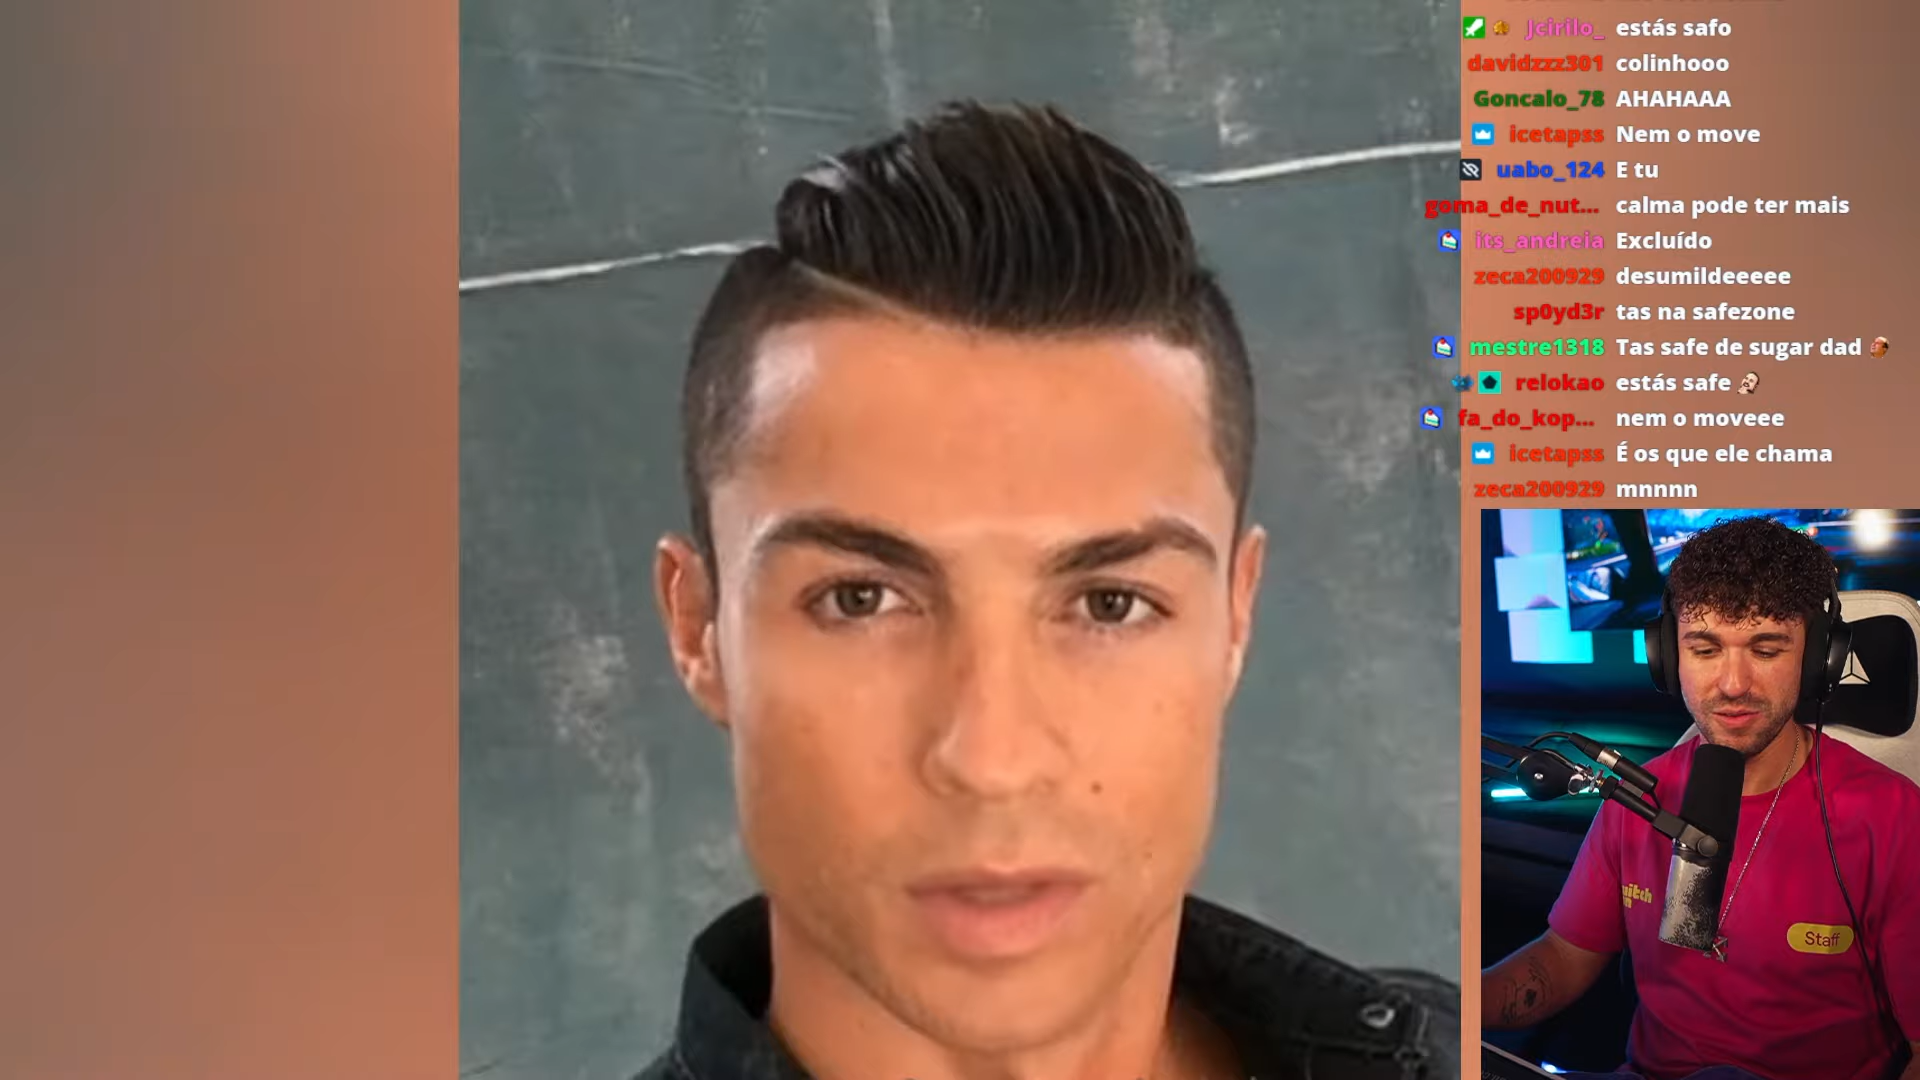 Jcirilo_ estás safo
davidzzz301 colinhooo
Goncalo_78 AHAHAAA
icetapss Nem o move
uabo_124 E tu
goma_de_nut... calma pode ter mais
its_andreia Excluído
zeca200929 desumildeeeee
sp0yd3r tas na safezone
mestre1318 Tas safe de sugar dad
relokao estás safe
fa_do_kop... nem o moveee
icetapss É os que ele chama
zeca200929 mnnnn
Staff